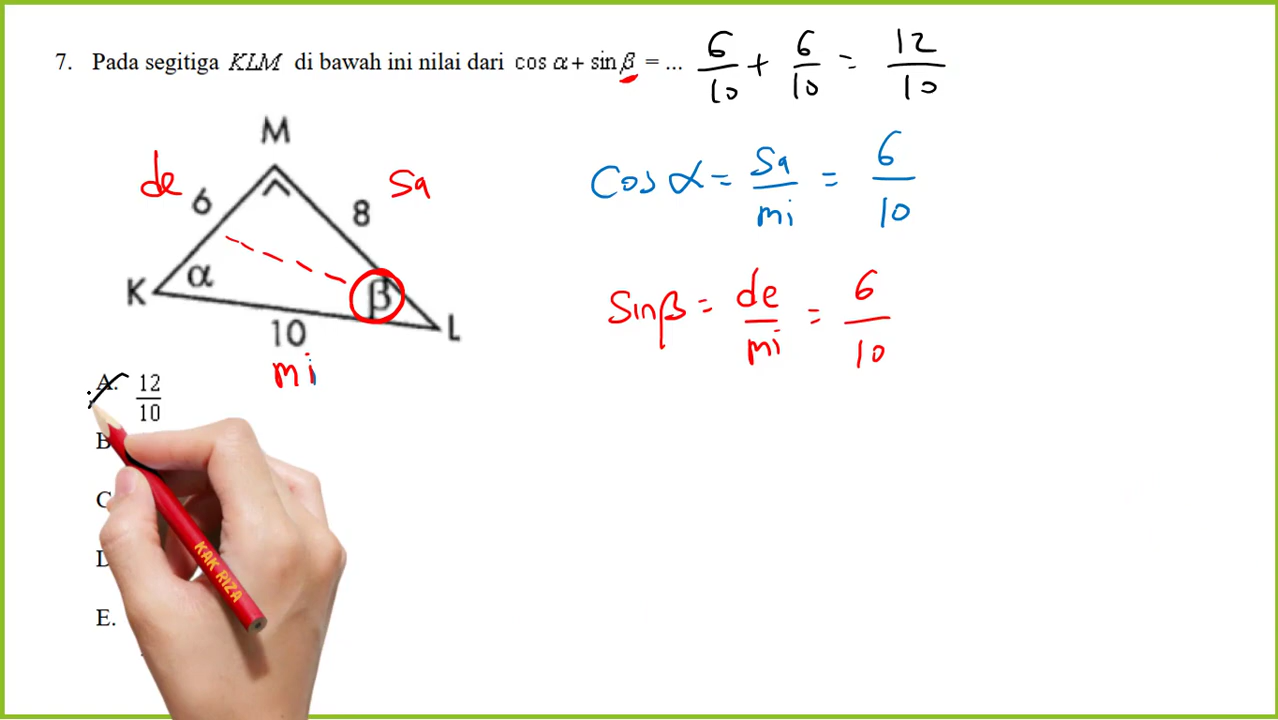 7. Pada segitiga KLM di bawah ini nilai dari cos α + sin β = ... 6/10 + 6/10 = 12/10
M
de
6
8
sa
K
α
β
L
10
mi
cos α = sa/mi = 6/10
sin β = de/mi = 6/10
A. 12/10
B
C
D
E.
KAK RIZA